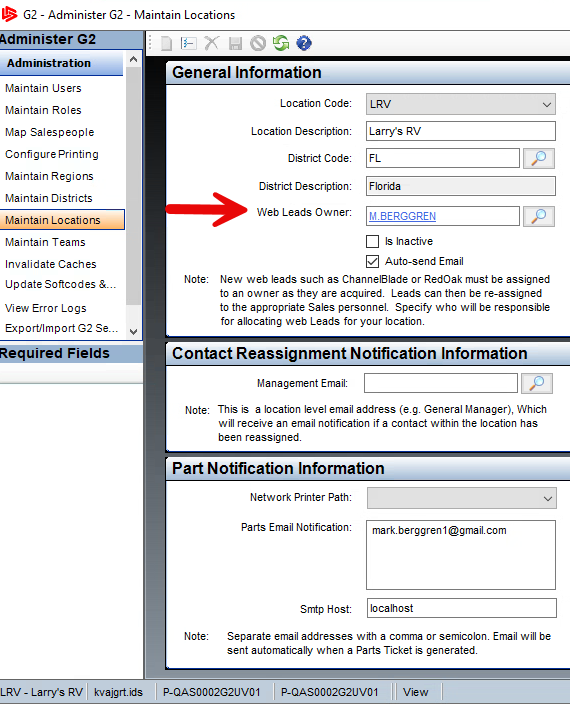 G2 - Administer G2 - Maintain Locations
Administer G2
Administration
Maintain Users
Maintain Roles
Map Salespeople
Configure Printing
Maintain Regions
Maintain Districts
Maintain Locations
Maintain Teams
Invalidate Caches
Update Softcodes &...
View Error Logs
Export/Import G2 Se...
Required Fields
General Information
Location Code: LRV
Location Description: Larry's RV
District Code: FL
District Description: Florida
Web Leads Owner: M.BERGGREN
Is Inactive
Auto-send Email
Note: New web leads such as ChannelBlade or RedOak must be assigned
to an owner as they are acquired. Leads can then be re-assigned
to the appropriate Sales personnel. Specify who will be responsible
for allocating web Leads for your location.
Contact Reassignment Notification Information
Management Email:
Note: This is a location level email address (e.g. General Manager), Which
will receive an email notification if a contact within the location has
been reassigned.
Part Notification Information
Network Printer Path:
Parts Email Notification: mark.berggren1@gmail.com
Smtp Host: localhost
Note: Separate email addresses with a comma or semicolon. Email will be
sent automatically when a Parts Ticket is generated.
LRV - Larry's RV kvajgrt.ids P-QAS0002G2UV01 P-QAS0002G2UV01 View